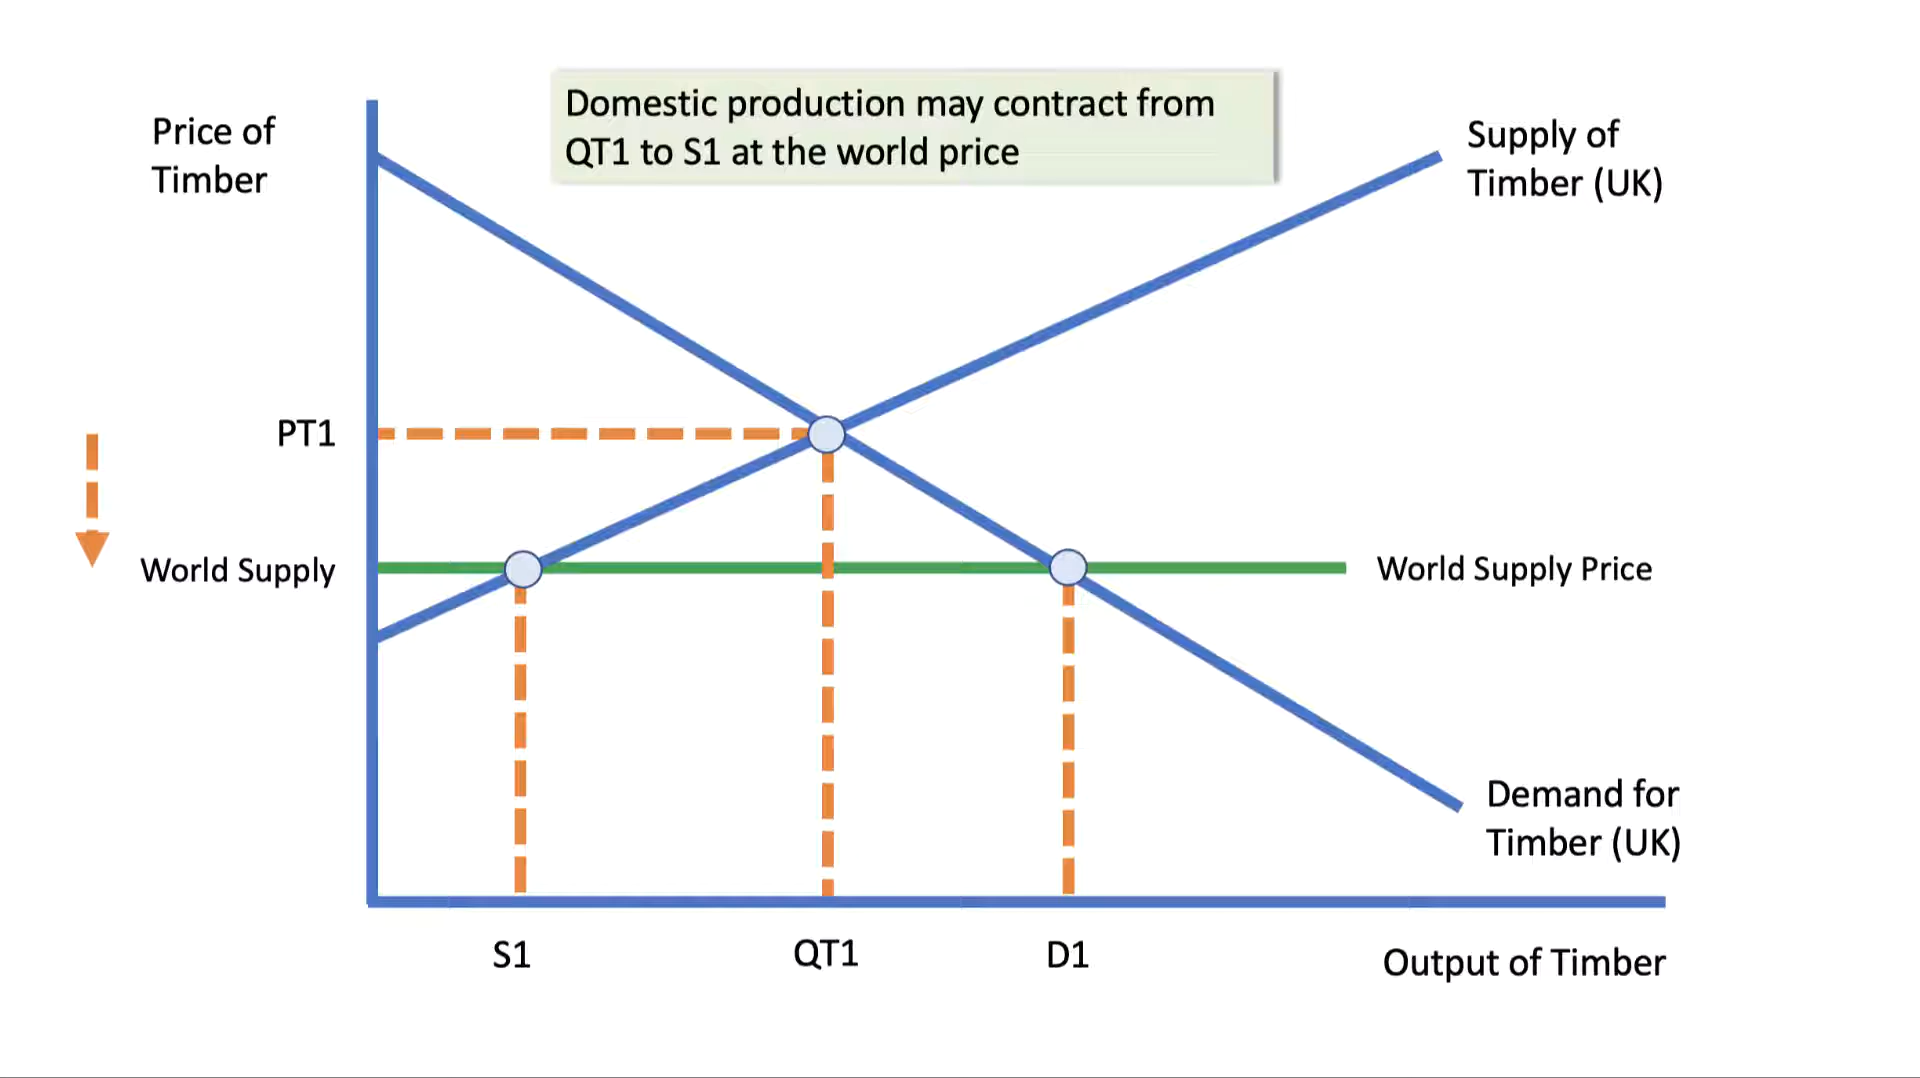 Domestic production may contract from
QT1 to S1 at the world price
Price of
Timber
Supply of
Timber (UK)
PT1
World Supply
World Supply Price
Demand for
Timber (UK)
S1
QT1
D1
Output of Timber